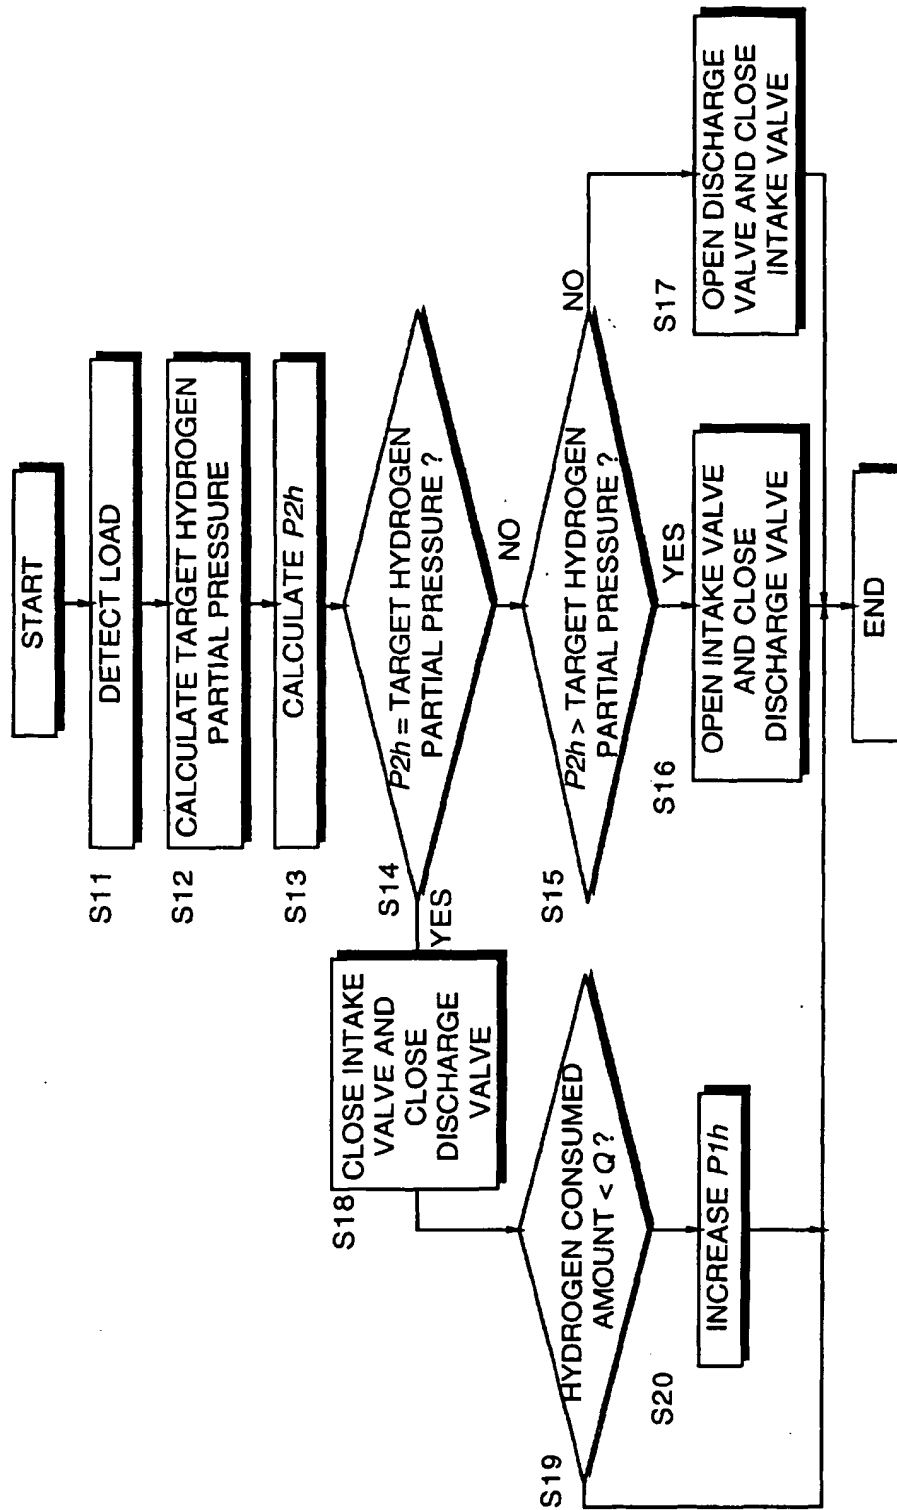 START
S11
DETECT LOAD
S12
CALCULATE TARGET HYDROGEN
PARTIAL PRESSURE
S13
CALCULATE P2h
S14
P2h = TARGET HYDROGEN
PARTIAL PRESSURE ?
YES
NO
S18
CLOSE INTAKE
VALVE AND
CLOSE
DISCHARGE
VALVE
S15
P2h > TARGET HYDROGEN
PARTIAL PRESSURE ?
NO
YES
S19
HYDROGEN CONSUMED
AMOUNT < Q ?
S20
INCREASE P1h
S16
OPEN INTAKE VALVE
AND CLOSE
DISCHARGE VALVE
S17
OPEN DISCHARGE
VALVE AND CLOSE
INTAKE VALVE
END